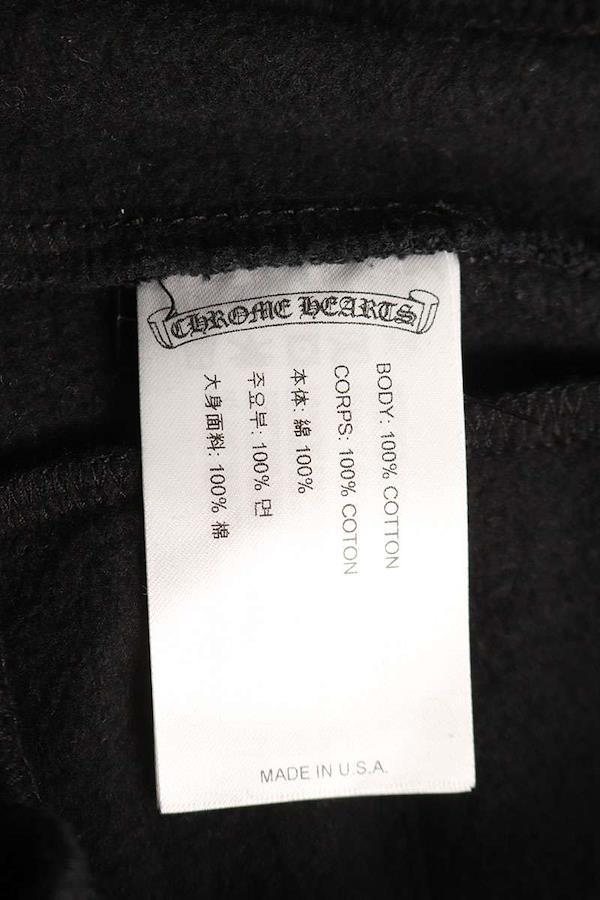 CHROME HEARTS
BODY: 100% COTTON
CORPS: 100% COTON
本体: 綿 100%
주요부: 100% 면
大身面料: 100% 棉
MADE IN U.S.A.